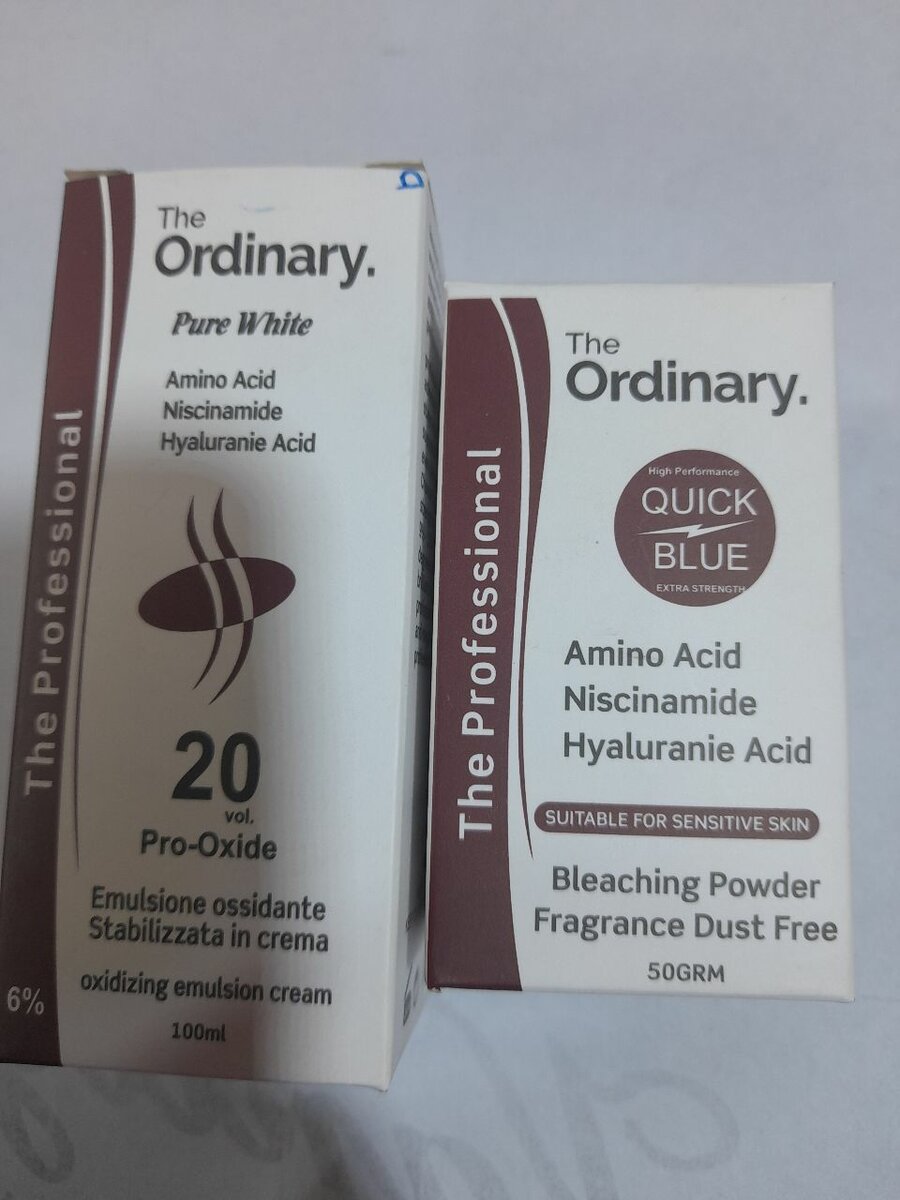 The
Ordinary.
Pure White
Amino Acid
Niscinamide
Hyaluranie Acid
The Professional
20
vol.
Pro-Oxide
Emulsione ossidante
Stabilizzata in crema
oxidizing emulsion cream
6%
100ml
The
Ordinary.
The Professional
High Performance
QUICK
BLUE
EXTRA STRENGTH
Amino Acid
Niscinamide
Hyaluranie Acid
SUITABLE FOR SENSITIVE SKIN
Bleaching Powder
Fragrance Dust Free
50GRM